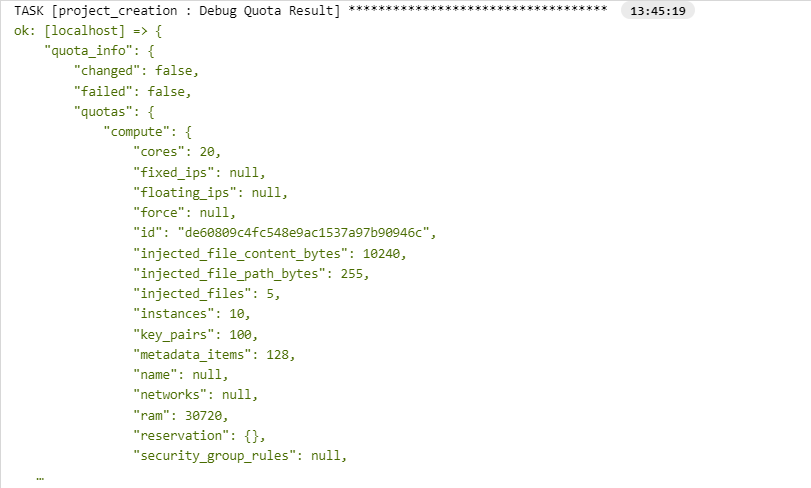 TASK [project_creation : Debug Quota Result] *********************************** 13:45:19
ok: [localhost] => {
    "quota_info": {
        "changed": false,
        "failed": false,
        "quotas": {
            "compute": {
                "cores": 20,
                "fixed_ips": null,
                "floating_ips": null,
                "force": null,
                "id": "de60809c4fc548e9ac1537a97b90946c",
                "injected_file_content_bytes": 10240,
                "injected_file_path_bytes": 255,
                "injected_files": 5,
                "instances": 10,
                "key_pairs": 100,
                "metadata_items": 128,
                "name": null,
                "networks": null,
                "ram": 30720,
                "reservation": {},
                "security_group_rules": null,
   …